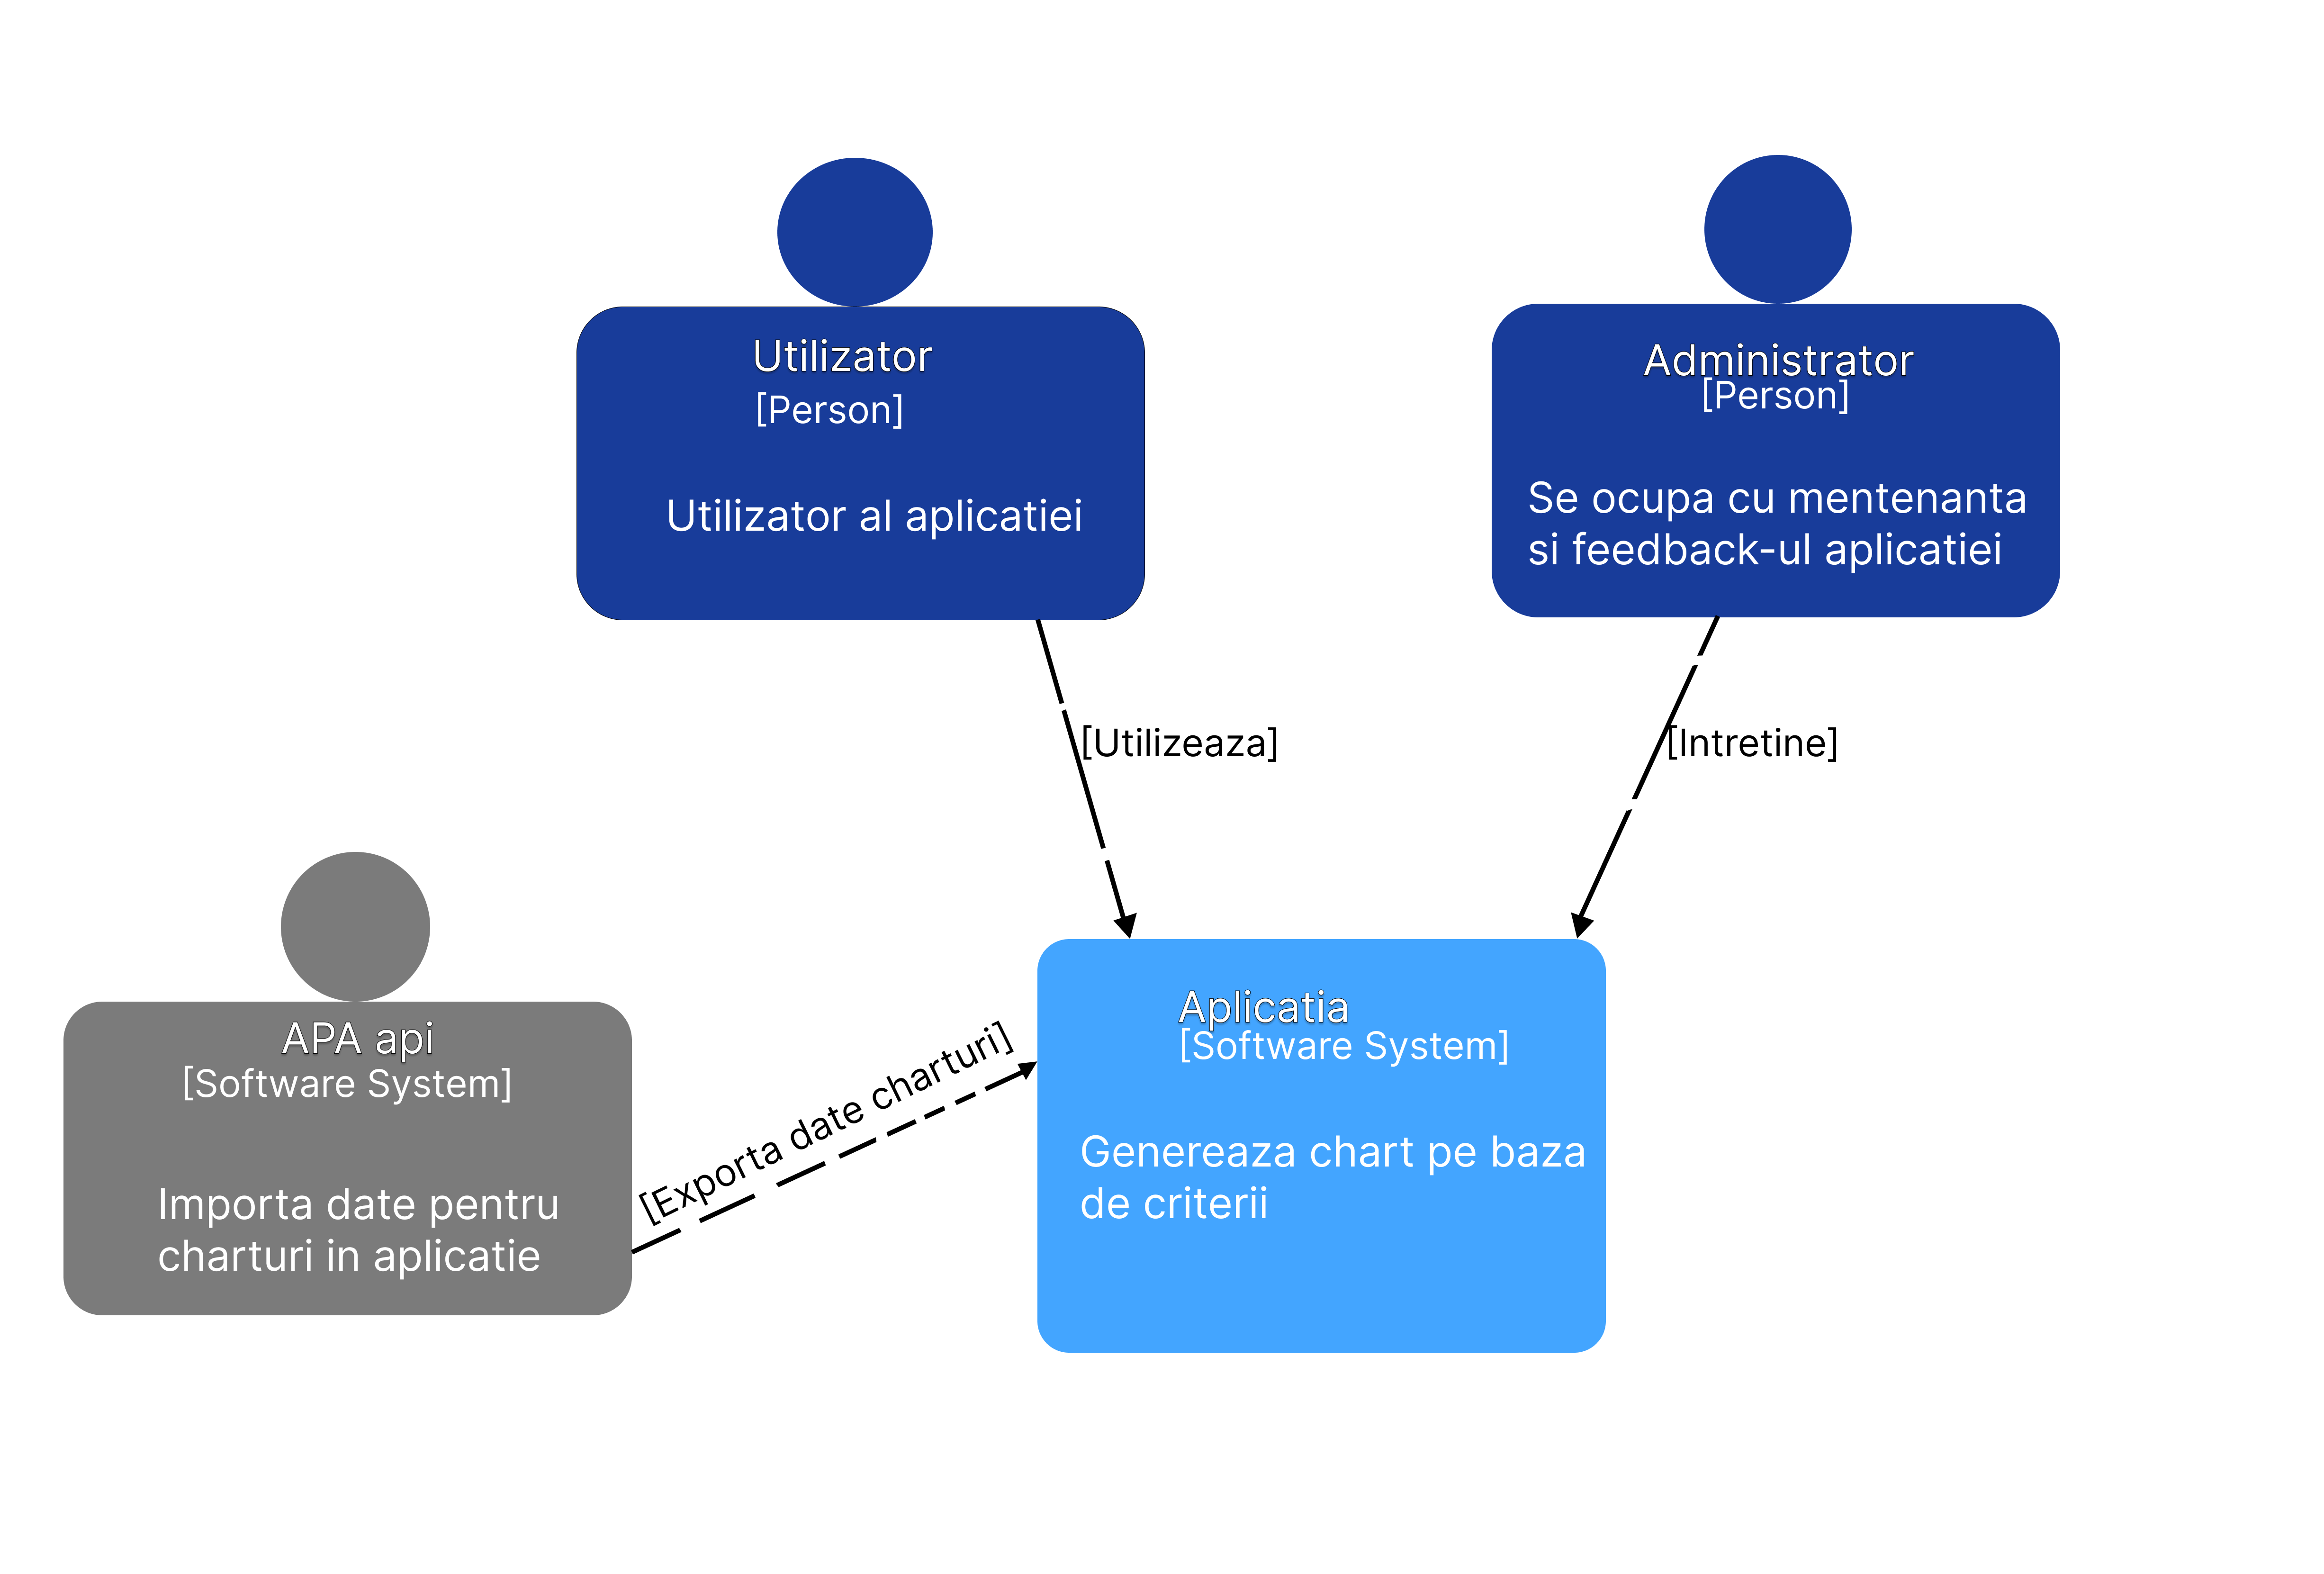 Utilizator
[Person]
Utilizator al aplicatiei
Administrator
[Person]
Se ocupa cu mentenanta
si feedback-ul aplicatiei
[Utilizeaza]
[Intretine]
APA api
[Software System]
Importa date pentru
charturi in aplicatie
[Exporta date charturi]
Aplicatia
[Software System]
Genereaza chart pe baza
de criterii